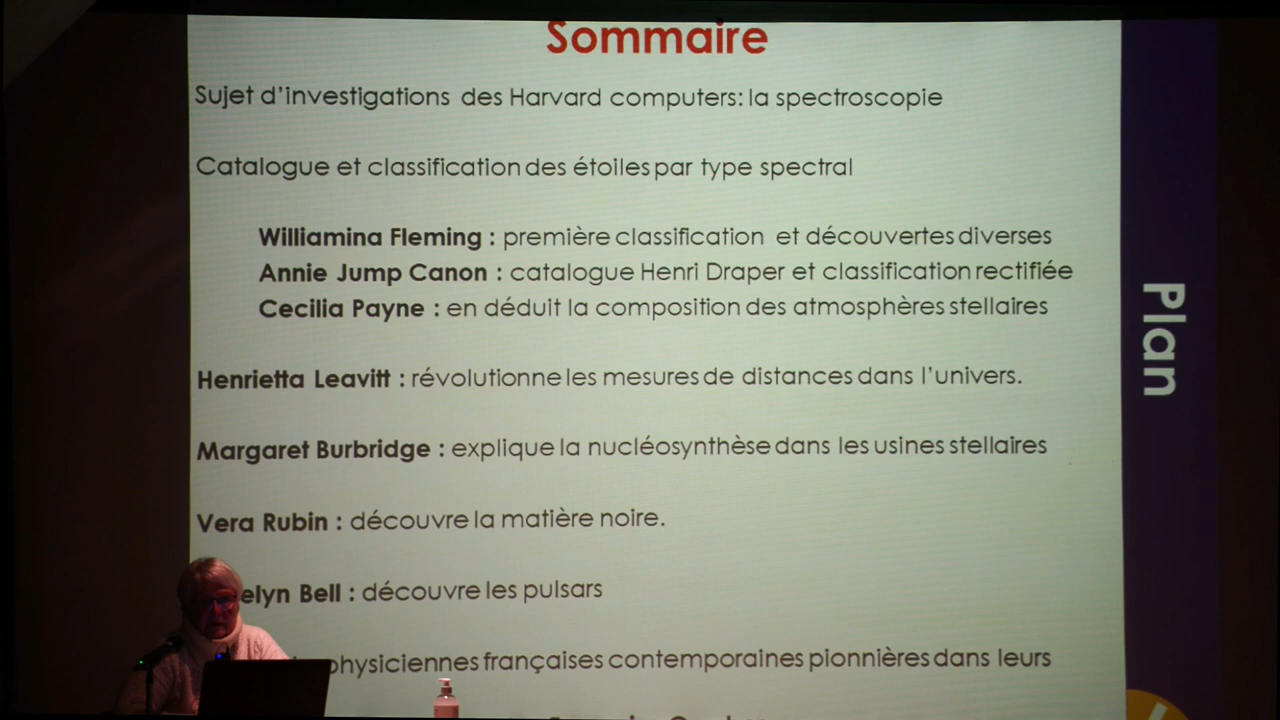 Sommaire
Sujet d'investigations des Harvard computers: la spectroscopie
Catalogue et classification des étoiles par type spectral
Williamina Fleming : première classification et découvertes diverses
Annie Jump Canon : catalogue Henri Draper et classification rectifiée
Cecilia Payne : en déduit la composition des atmosphères stellaires
Henrietta Leavitt : révolutionne les mesures de distances dans l'univers.
Margaret Burbridge : explique la nucléosynthèse dans les usines stellaires
Vera Rubin : découvre la matière noire.
elyn Bell : découvre les pulsars
physiciennes françaises contemporaines pionnières dans leurs
Plan